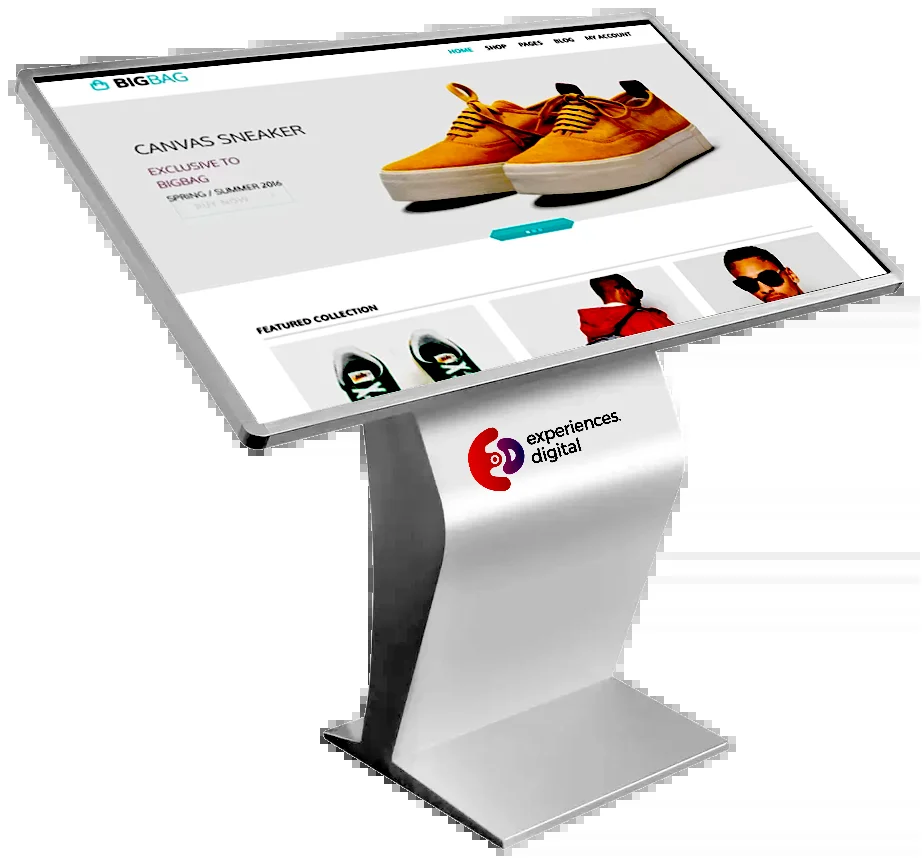 BIGBAG
HOME SHOP PAGES BLOG MY ACCOUNT
CANVAS SNEAKER
EXCLUSIVE TO
BIGBAG
SPRING / SUMMER 2016
BUY NOW
FEATURED COLLECTION
experiences.
digital